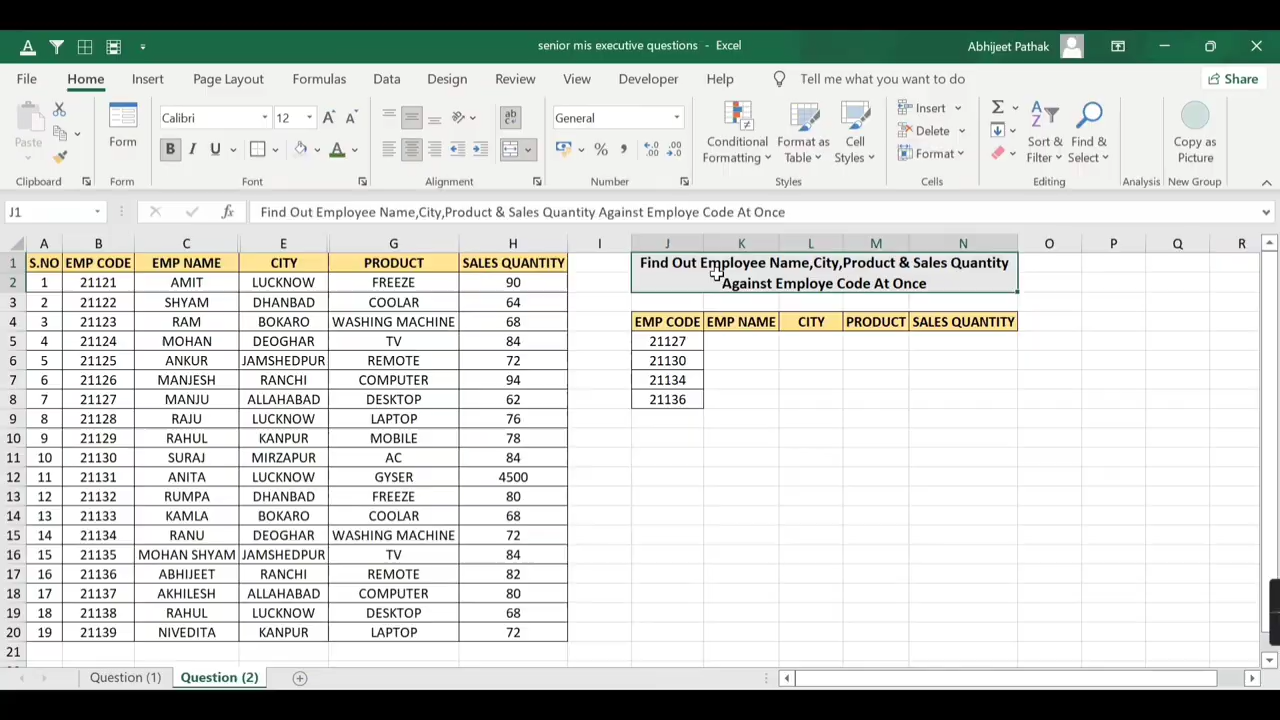 senior mis executive questions - Excel
Abhijeet Pathak
File Home Insert Page Layout Formulas Data Design Review View Developer Help Tell me what you want to do Share
Paste
Clipboard
Form
Form
Calibri 12
B I U
Font
ab
Alignment
General
% , .00
Number
Conditional Formatting
Format as Table
Cell Styles
Styles
Insert
Delete
Format
Cells
Sort & Filter
Find & Select
Editing
Analysis
Copy as Picture
New Group
J1 fx Find Out Employee Name,City,Product & Sales Quantity Against Employe Code At Once
A B C E G H I J K L M N O P Q R
1 S.NO EMP CODE EMP NAME CITY PRODUCT SALES QUANTITY
2 1 21121 AMIT LUCKNOW FREEZE 90
3 2 21122 SHYAM DHANBAD COOLAR 64
4 3 21123 RAM BOKARO WASHING MACHINE 68
5 4 21124 MOHAN DEOGHAR TV 84
6 5 21125 ANKUR JAMSHEDPUR REMOTE 72
7 6 21126 MANJESH RANCHI COMPUTER 94
8 7 21127 MANJU ALLAHABAD DESKTOP 62
9 8 21128 RAJU LUCKNOW LAPTOP 76
10 9 21129 RAHUL KANPUR MOBILE 78
11 10 21130 SURAJ MIRZAPUR AC 84
12 11 21131 ANITA LUCKNOW GYSER 4500
13 12 21132 RUMPA DHANBAD FREEZE 80
14 13 21133 KAMLA BOKARO COOLAR 68
15 14 21134 RANU DEOGHAR WASHING MACHINE 72
16 15 21135 MOHAN SHYAM JAMSHEDPUR TV 84
17 16 21136 ABHIJEET RANCHI REMOTE 82
18 17 21137 AKHILESH ALLAHABAD COMPUTER 80
19 18 21138 RAHUL LUCKNOW DESKTOP 68
20 19 21139 NIVEDITA KANPUR LAPTOP 72
21
Find Out Employee Name,City,Product & Sales Quantity
Against Employe Code At Once
EMP CODE EMP NAME CITY PRODUCT SALES QUANTITY
21127
21130
21134
21136
Question (1) Question (2)